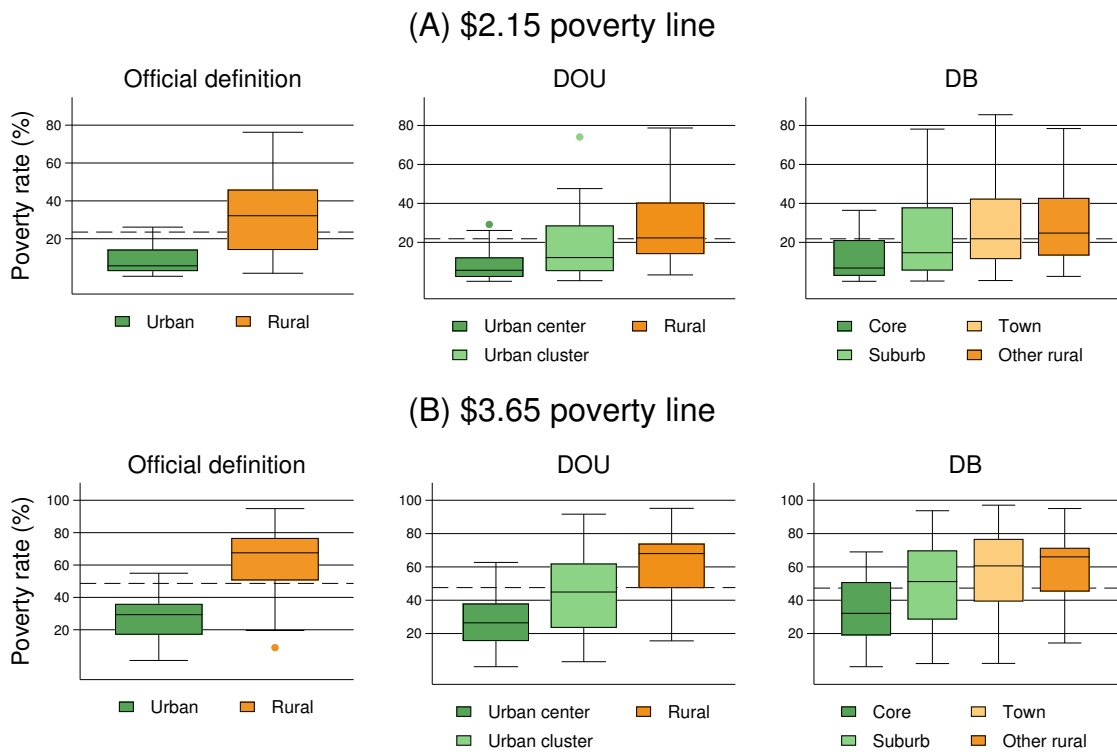 (A) $2.15 poverty line
Official definition
DOU
DB
Poverty rate (%)
80
60
40
20
80
60
40
20
80
60
40
20
Urban
Rural
Urban center
Rural
Urban cluster
Core
Town
Suburb
Other rural
(B) $3.65 poverty line
Official definition
DOU
DB
Poverty rate (%)
100
80
60
40
20
100
80
60
40
20
100
80
60
40
20
Urban
Rural
Urban center
Rural
Urban cluster
Core
Town
Suburb
Other rural